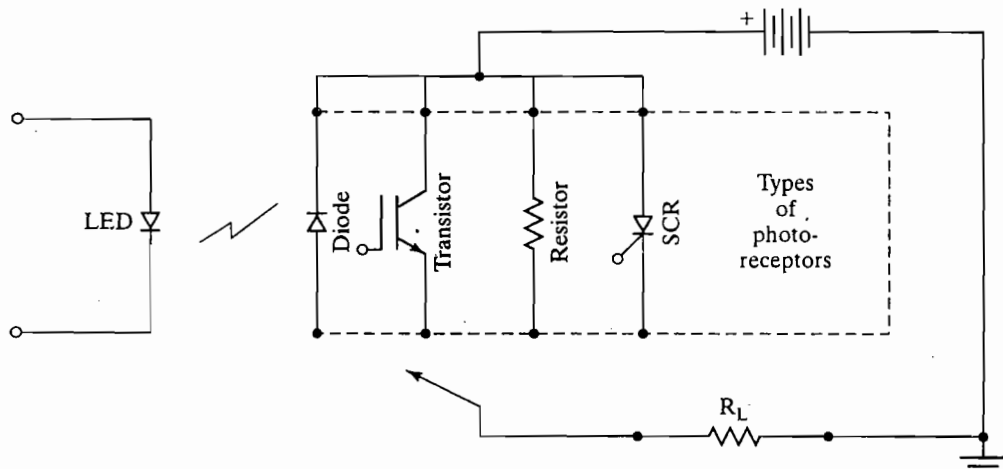 +
LED
Diode
Transistor
Resistor
SCR
Types
of
photo-
receptors
R_L